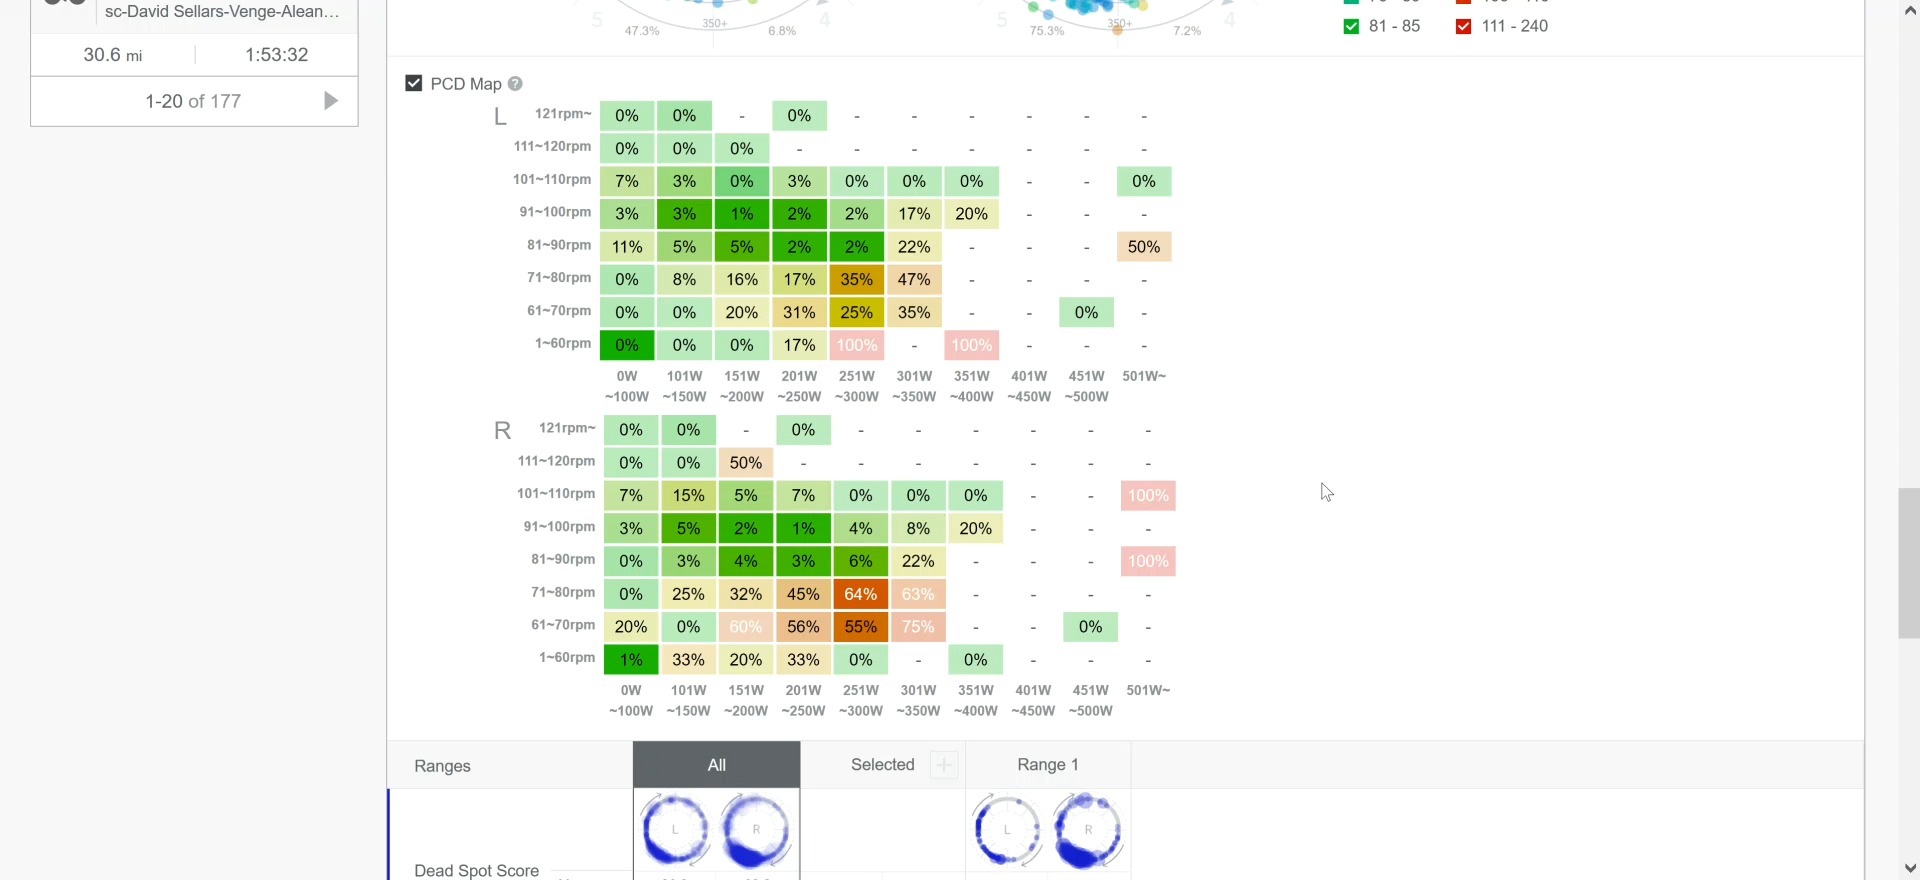 sc-David Sellars-Venge-Alean...
30.6 mi 1:53:32
1-20 of 177
5 350+ 4 5 350+ 4
47.3% 6.8% 75.3% 7.2%
81 - 85 111 - 240
PCD Map ?
L 121rpm~ 0% 0% - 0% - - - - - -
111~120rpm 0% 0% 0% - - - - - - -
101~110rpm 7% 3% 0% 3% 0% 0% 0% - - 0%
91~100rpm 3% 3% 1% 2% 2% 17% 20% - - -
81~90rpm 11% 5% 5% 2% 2% 22% - - - 50%
71~80rpm 0% 8% 16% 17% 35% 47% - - - -
61~70rpm 0% 0% 20% 31% 25% 35% - - 0% -
1~60rpm 0% 0% 0% 17% 100% - 100% - - -
0W 101W 151W 201W 251W 301W 351W 401W 451W 501W~
~100W ~150W ~200W ~250W ~300W ~350W ~400W ~450W ~500W
R 121rpm~ 0% 0% - 0% - - - - - -
111~120rpm 0% 0% 50% - - - - - - -
101~110rpm 7% 15% 5% 7% 0% 0% 0% - - 100%
91~100rpm 3% 5% 2% 1% 4% 8% 20% - - -
81~90rpm 0% 3% 4% 3% 6% 22% - - - 100%
71~80rpm 0% 25% 32% 45% 64% 63% - - - -
61~70rpm 20% 0% 60% 56% 55% 75% - - 0% -
1~60rpm 1% 33% 20% 33% 0% - 0% - - -
0W 101W 151W 201W 251W 301W 351W 401W 451W 501W~
~100W ~150W ~200W ~250W ~300W ~350W ~400W ~450W ~500W
Ranges All Selected + Range 1
L R L R
Dead Spot Score